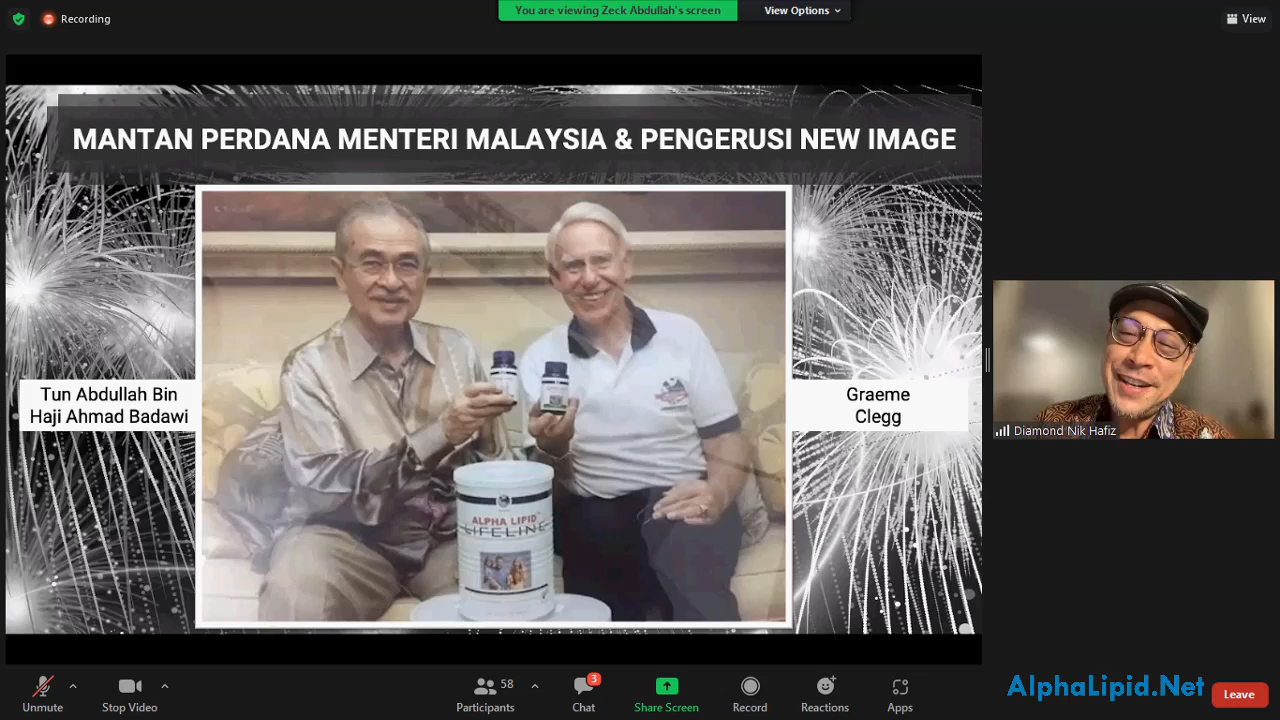 Recording
You are viewing Zeck Abdullah's screen
View Options
View
MANTAN PERDANA MENTERI MALAYSIA & PENGERUSI NEW IMAGE
Tun Abdullah Bin
Haji Ahmad Badawi
Graeme
Clegg
ALPHA LIPID
LIFELINE
Diamond Nik Hafiz
Unmute
Stop Video
58
Participants
3
Chat
Share Screen
Record
Reactions
Apps
AlphaLipid.Net
Leave